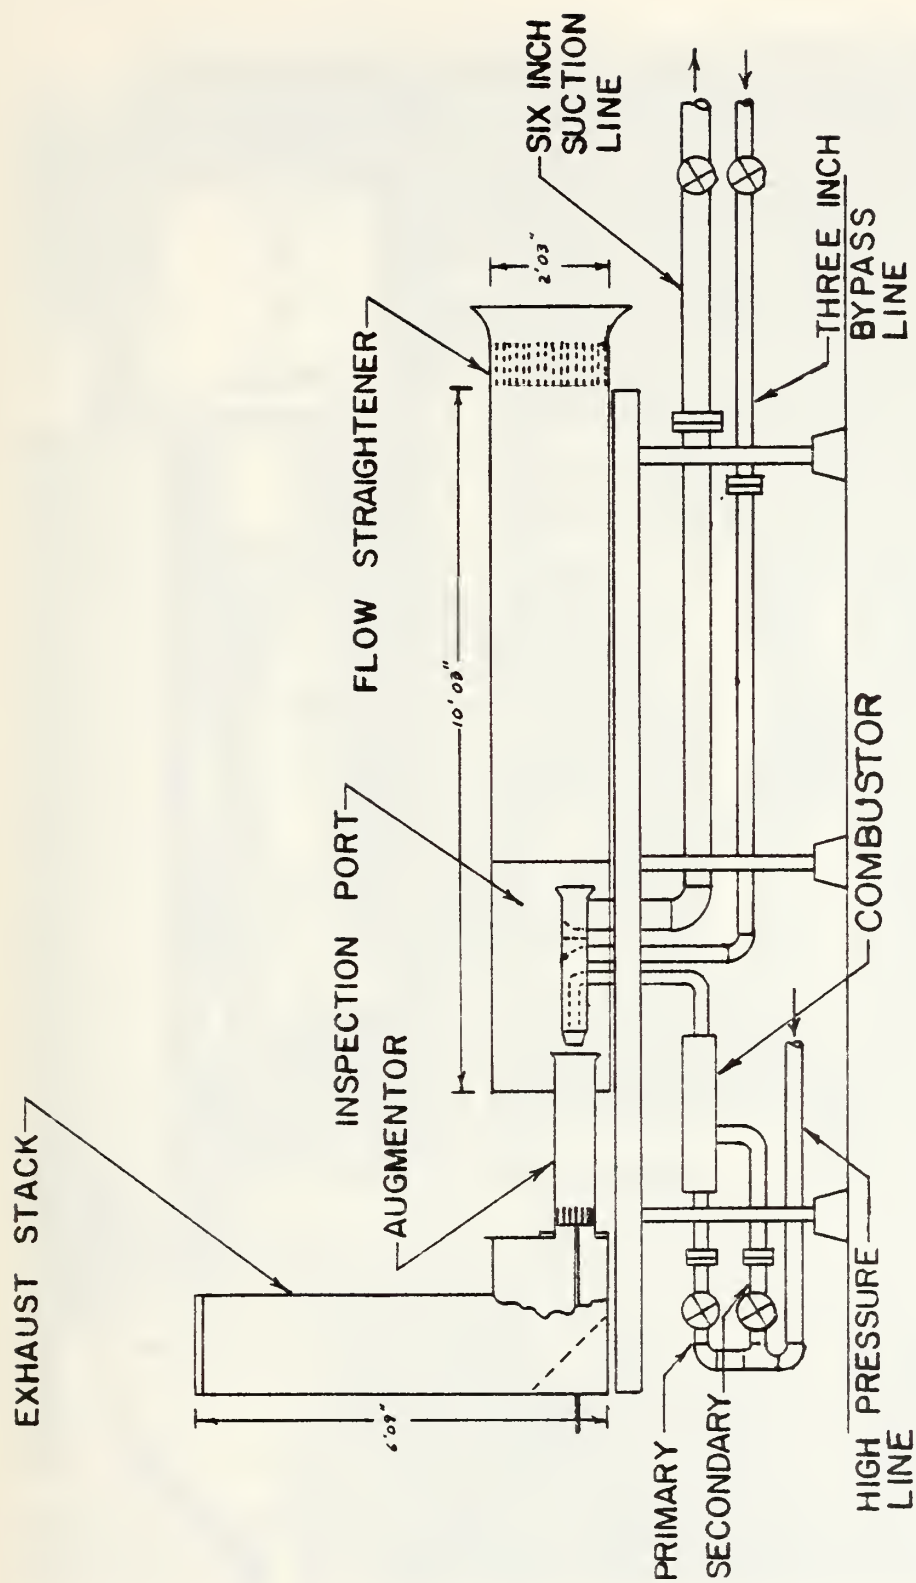 EXHAUST STACK
INSPECTION PORT
FLOW STRAIGHTENER
AUGMENTOR
10' 08"
6'09"
2'03"
SIX INCH
SUCTION
LINE
PRIMARY
SECONDARY
HIGH PRESSURE
LINE
COMBUSTOR
THREE INCH
BYPASS
LINE